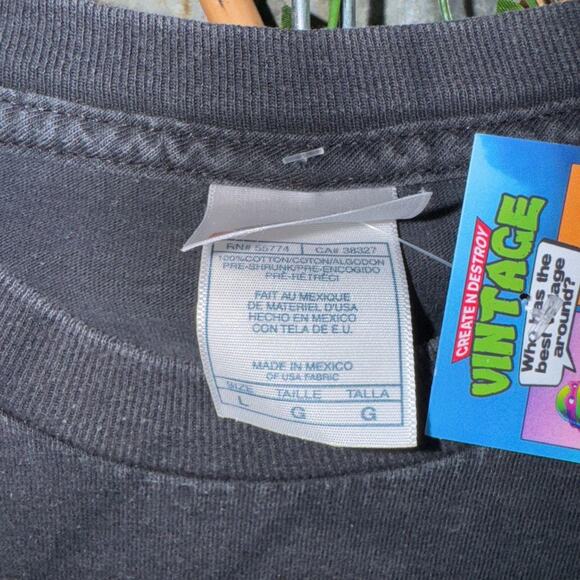 RN# 55774 CA# 38327
100%COTTON/COTON/ALGODON
PRE-SHRUNK/PRE-ENCOGIDO
PRÉ-RÉTRÉCI
FAIT AU MEXIQUE
DE MATERIEL D'USA
HECHO EN MEXICO
CON TELA DE E.U.
MADE IN MEXICO
OF USA FABRIC
SIZE TAILLE TALLA
L G G
CREATE N DESTROY
VINTAGE
the
best
around?